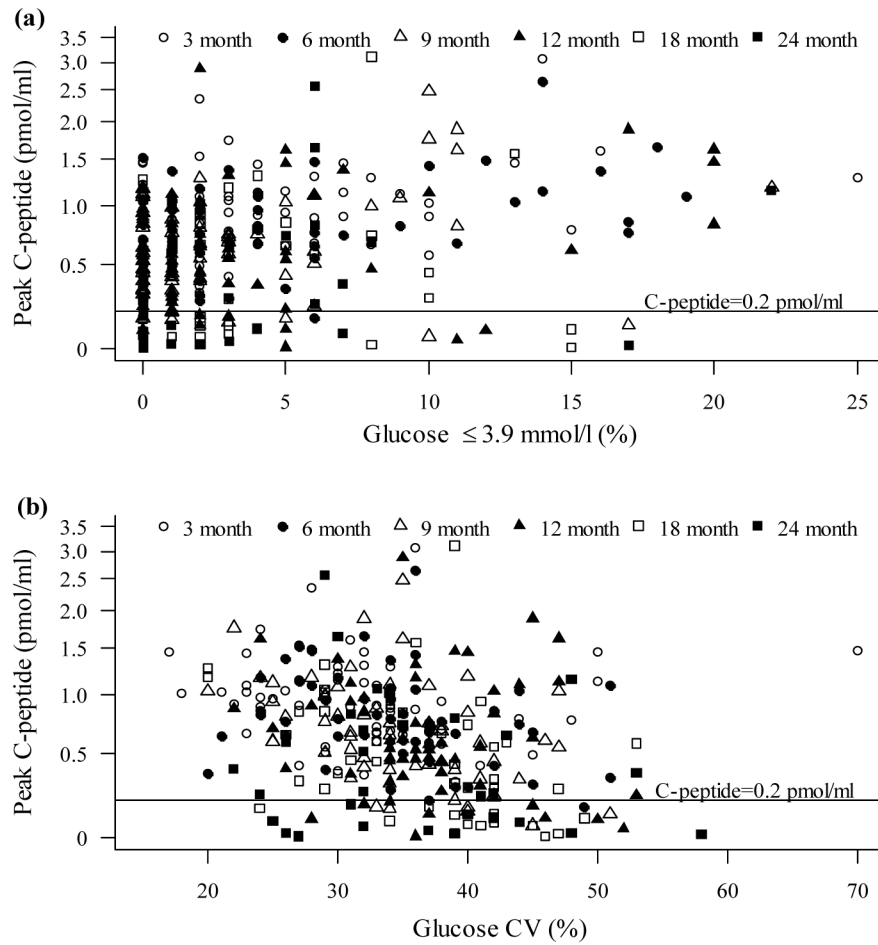 (a)
3 month 6 month 9 month 12 month 18 month 24 month
3.5
3.0
2.5
2.0
1.5
1.0
0.5
0
Peak C-peptide (pmol/ml)
C-peptide=0.2 pmol/ml
0 5 10 15 20 25
Glucose ≤3.9 mmol/l (%)
(b)
3 month 6 month 9 month 12 month 18 month 24 month
3.5
3.0
2.5
2.0
1.5
1.0
0.5
0
Peak C-peptide (pmol/ml)
C-peptide=0.2 pmol/ml
20 30 40 50 60 70
Glucose CV (%)